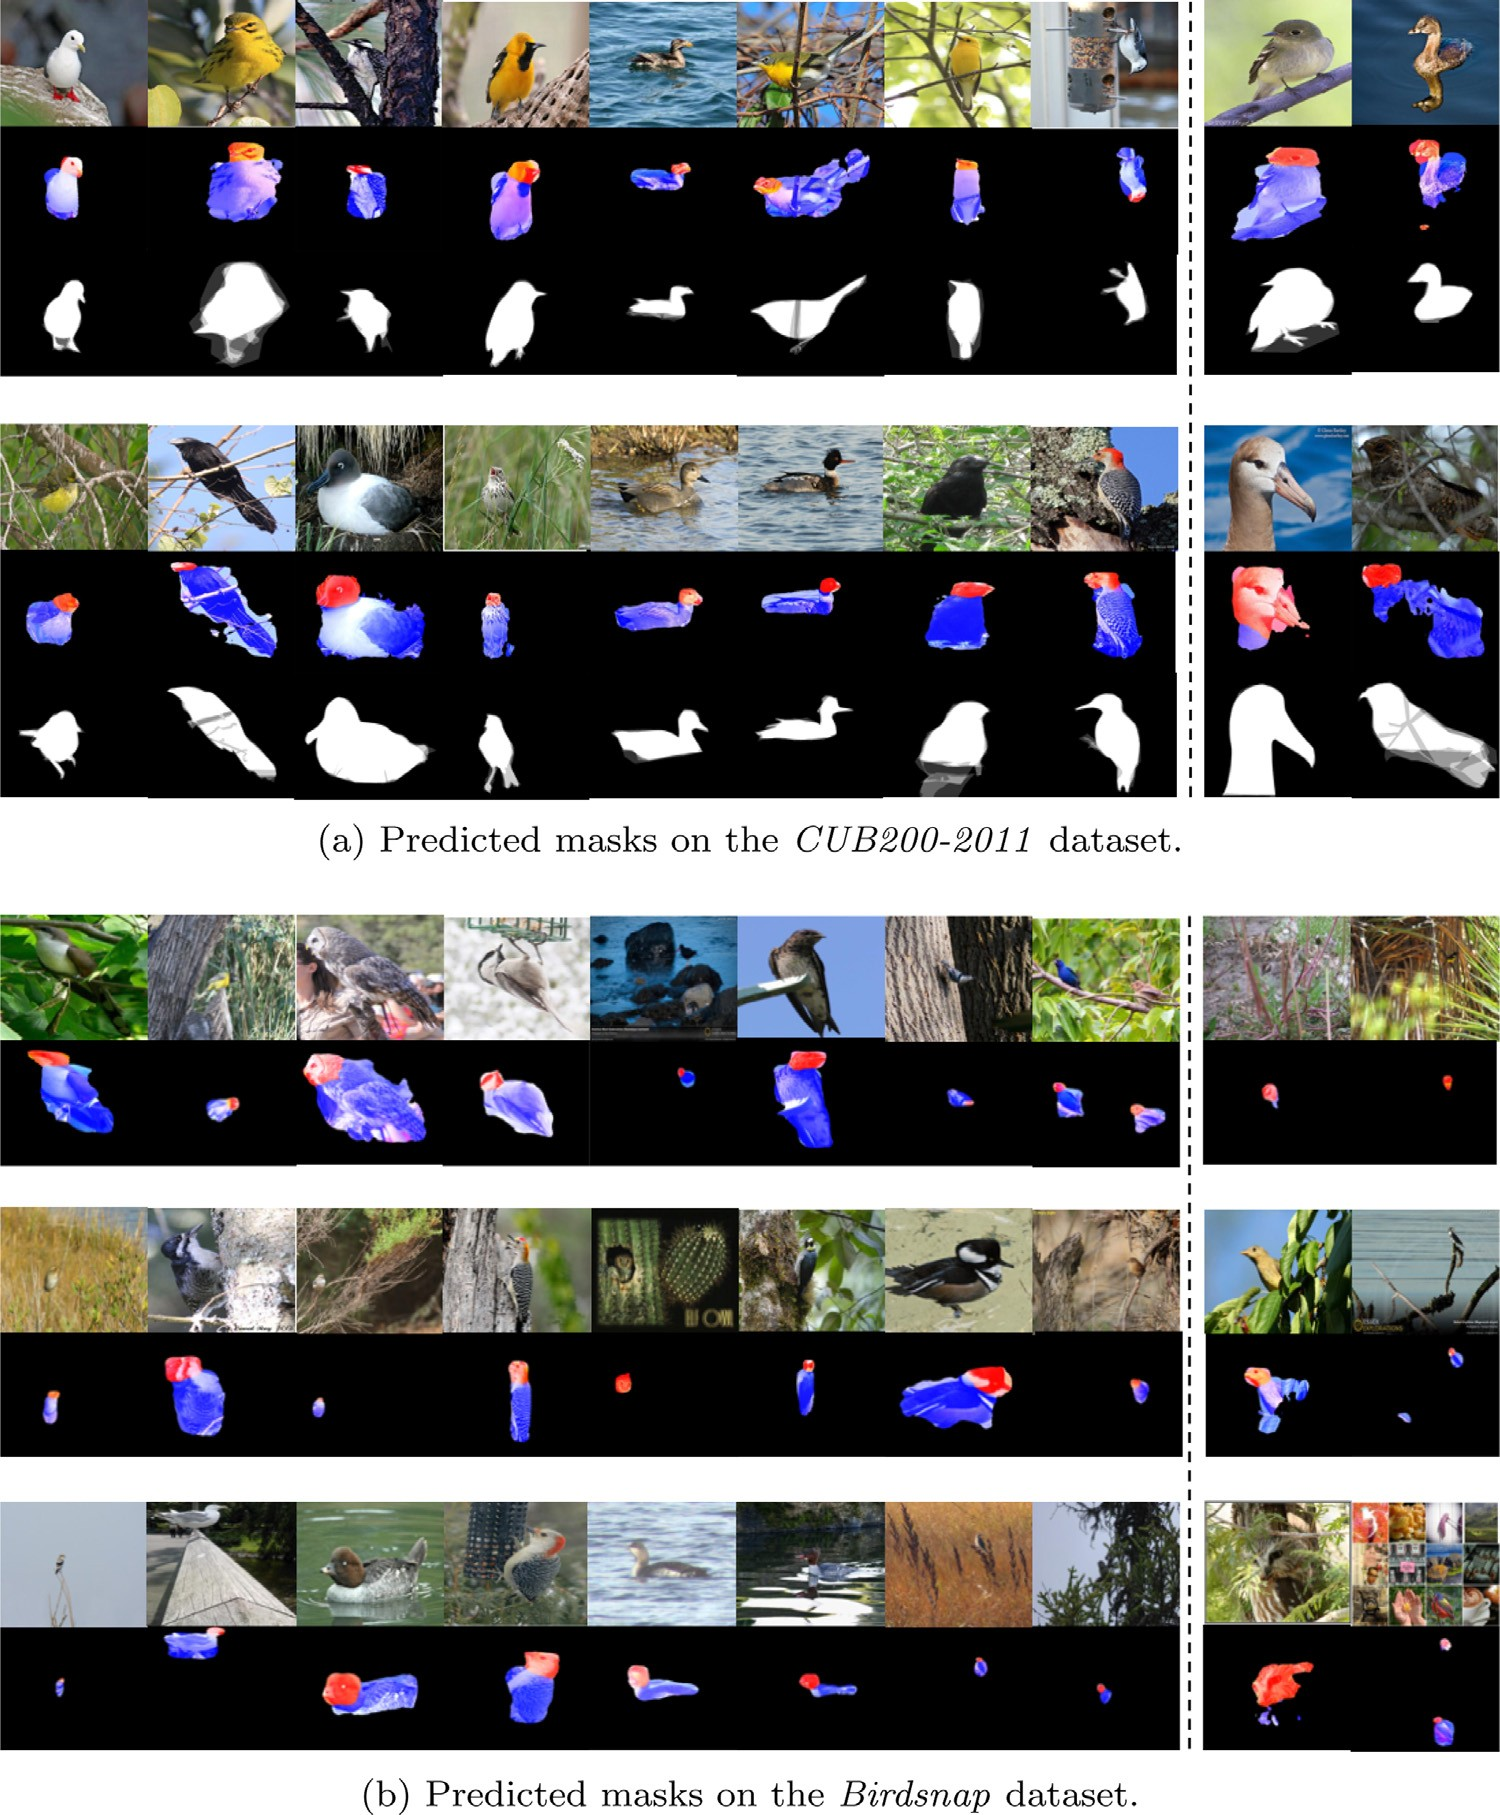 (a) Predicted masks on the CUB200-2011 dataset.
(b) Predicted masks on the Birdsnap dataset.